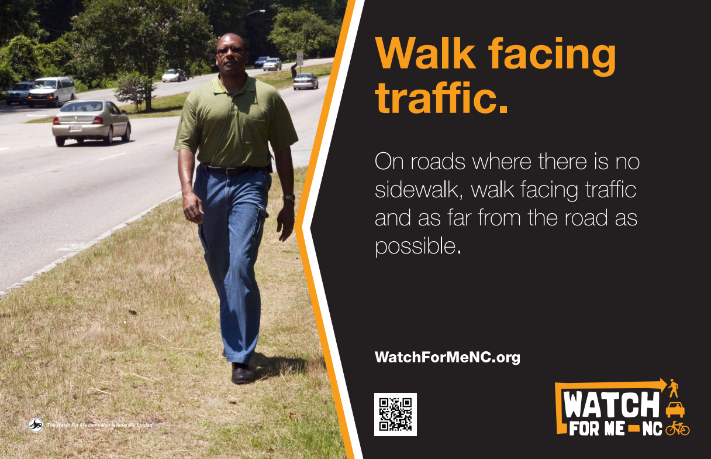 Walk facing
traffic.
On roads where there is no
sidewalk, walk facing traffic
and as far from the road as
possible.
WatchForMeNC.org
WATCH
FOR ME NC